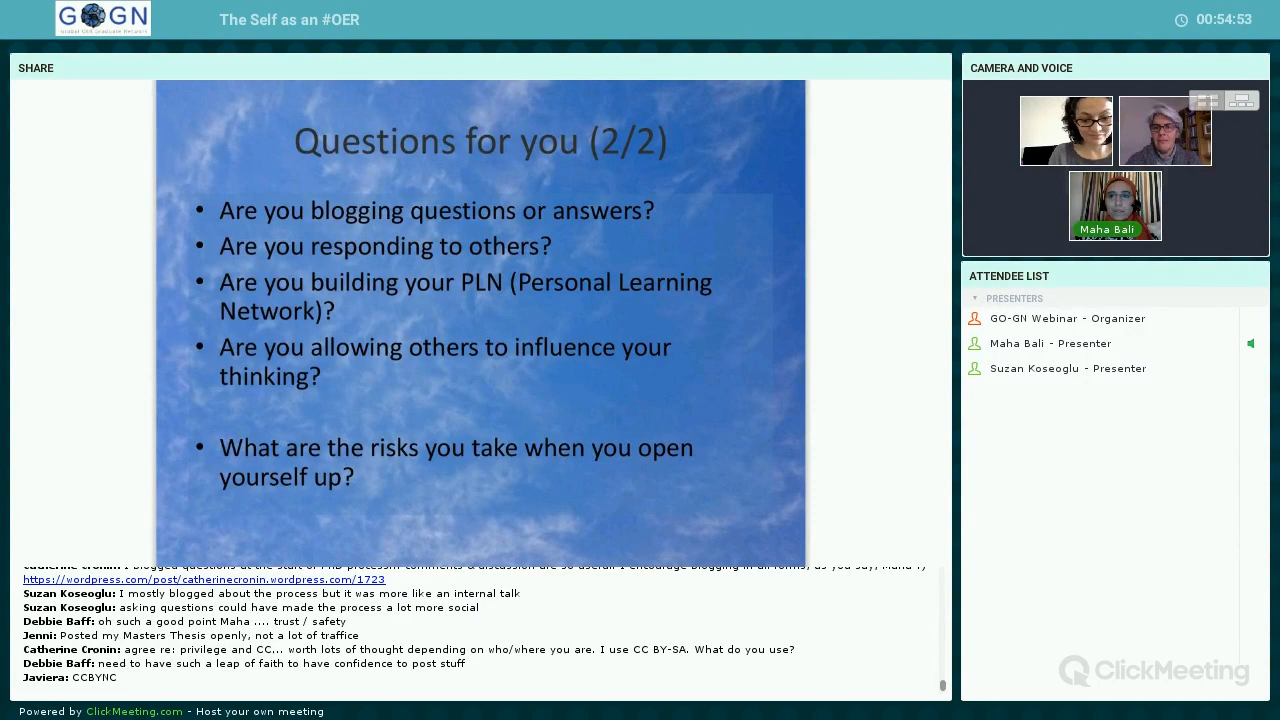 GOGN
Global OER Graduate Network
The Self as an #OER
00:54:53
SHARE
Questions for you (2/2)
• Are you blogging questions or answers?
• Are you responding to others?
• Are you building your PLN (Personal Learning
Network)?
• Are you allowing others to influence your
thinking?
• What are the risks you take when you open
yourself up?
https://wordpress.com/post/catherinecronin.wordpress.com/1723
Suzan Koseoglu: I mostly blogged about the process but it was more like an internal talk
Suzan Koseoglu: asking questions could have made the process a lot more social
Debbie Baff: oh such a good point Maha .... trust / safety
Jenni: Posted my Masters Thesis openly, not a lot of traffice
Catherine Cronin: agree re: privilege and CC... worth lots of thought depending on who/where you are. I use CC BY-SA. What do you use?
Debbie Baff: need to have such a leap of faith to have confidence to post stuff
Javiera: CCBYNC
CAMERA AND VOICE
Maha Bali
ATTENDEE LIST
PRESENTERS
GO-GN Webinar - Organizer
Maha Bali - Presenter
Suzan Koseoglu - Presenter
ClickMeeting
Powered by ClickMeeting.com - Host your own meeting